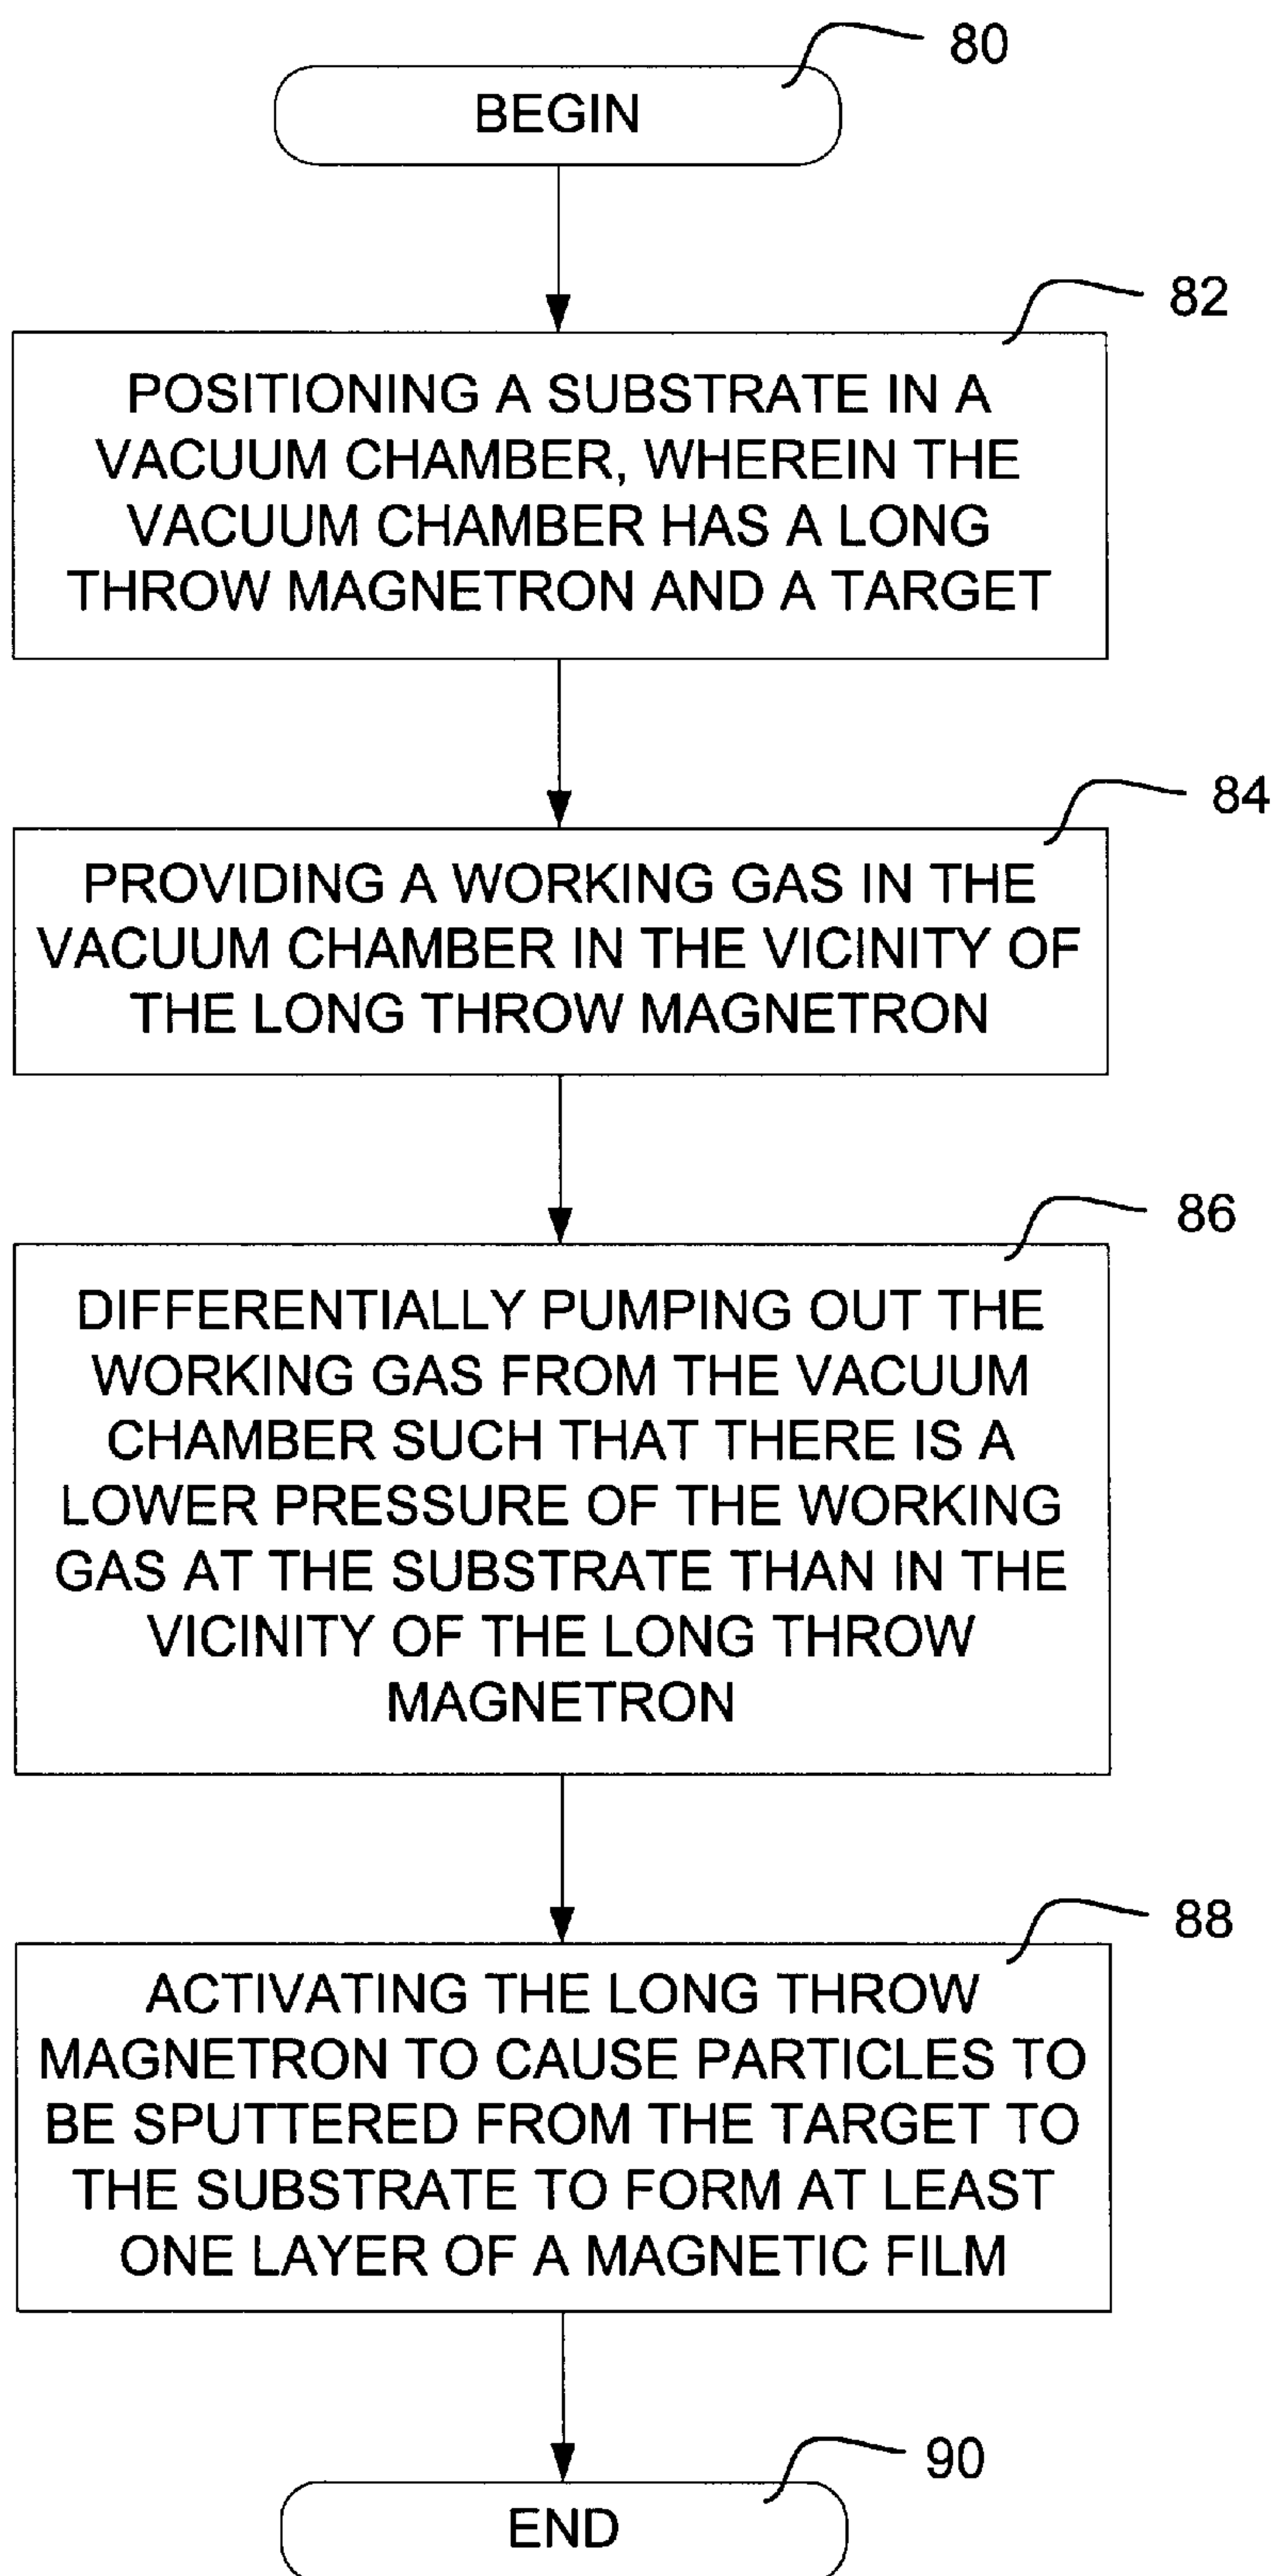 80
BEGIN
82
POSITIONING A SUBSTRATE IN A
VACUUM CHAMBER, WHEREIN THE
VACUUM CHAMBER HAS A LONG
THROW MAGNETRON AND A TARGET
84
PROVIDING A WORKING GAS IN THE
VACUUM CHAMBER IN THE VICINITY OF
THE LONG THROW MAGNETRON
86
DIFFERENTIALLY PUMPING OUT THE
WORKING GAS FROM THE VACUUM
CHAMBER SUCH THAT THERE IS A
LOWER PRESSURE OF THE WORKING
GAS AT THE SUBSTRATE THAN IN THE
VICINITY OF THE LONG THROW
MAGNETRON
88
ACTIVATING THE LONG THROW
MAGNETRON TO CAUSE PARTICLES TO
BE SPUTTERED FROM THE TARGET TO
THE SUBSTRATE TO FORM AT LEAST
ONE LAYER OF A MAGNETIC FILM
90
END